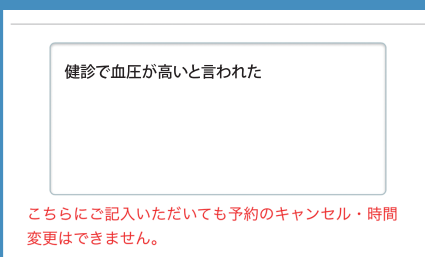 健診で血圧が高いと言われた
こちらにご記入いただいても予約のキャンセル・時間
変更はできません。